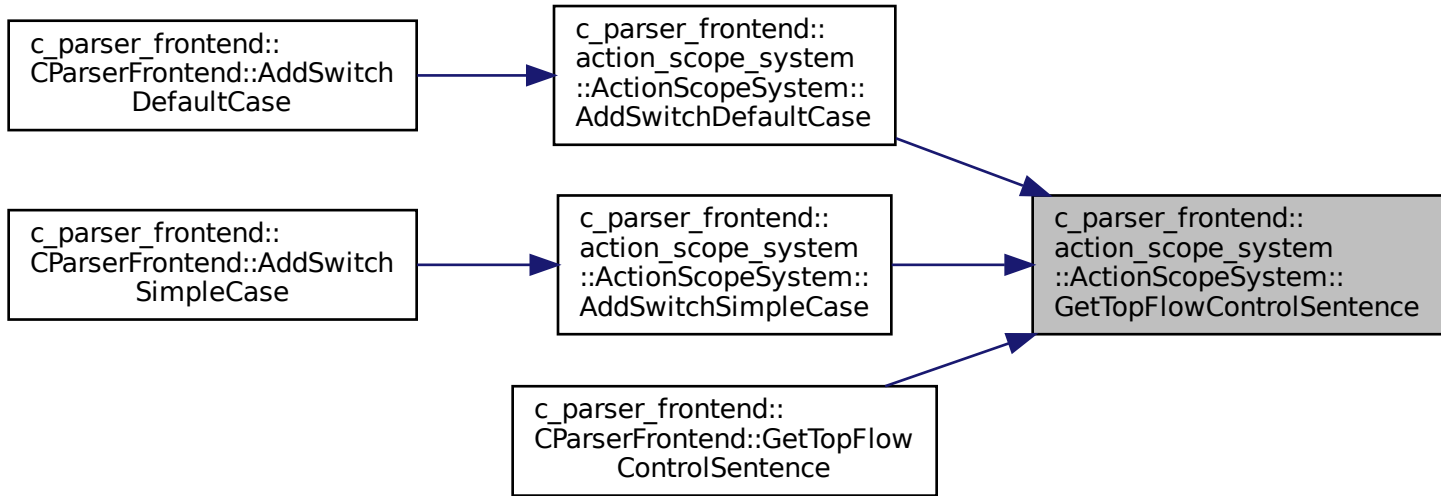 c_parser_frontend::
CParserFrontend::AddSwitch
DefaultCase
c_parser_frontend::
action_scope_system
::ActionScopeSystem::
AddSwitchDefaultCase
c_parser_frontend::
CParserFrontend::AddSwitch
SimpleCase
c_parser_frontend::
action_scope_system
::ActionScopeSystem::
AddSwitchSimpleCase
c_parser_frontend::
action_scope_system
::ActionScopeSystem::
GetTopFlowControlSentence
c_parser_frontend::
CParserFrontend::GetTopFlow
ControlSentence